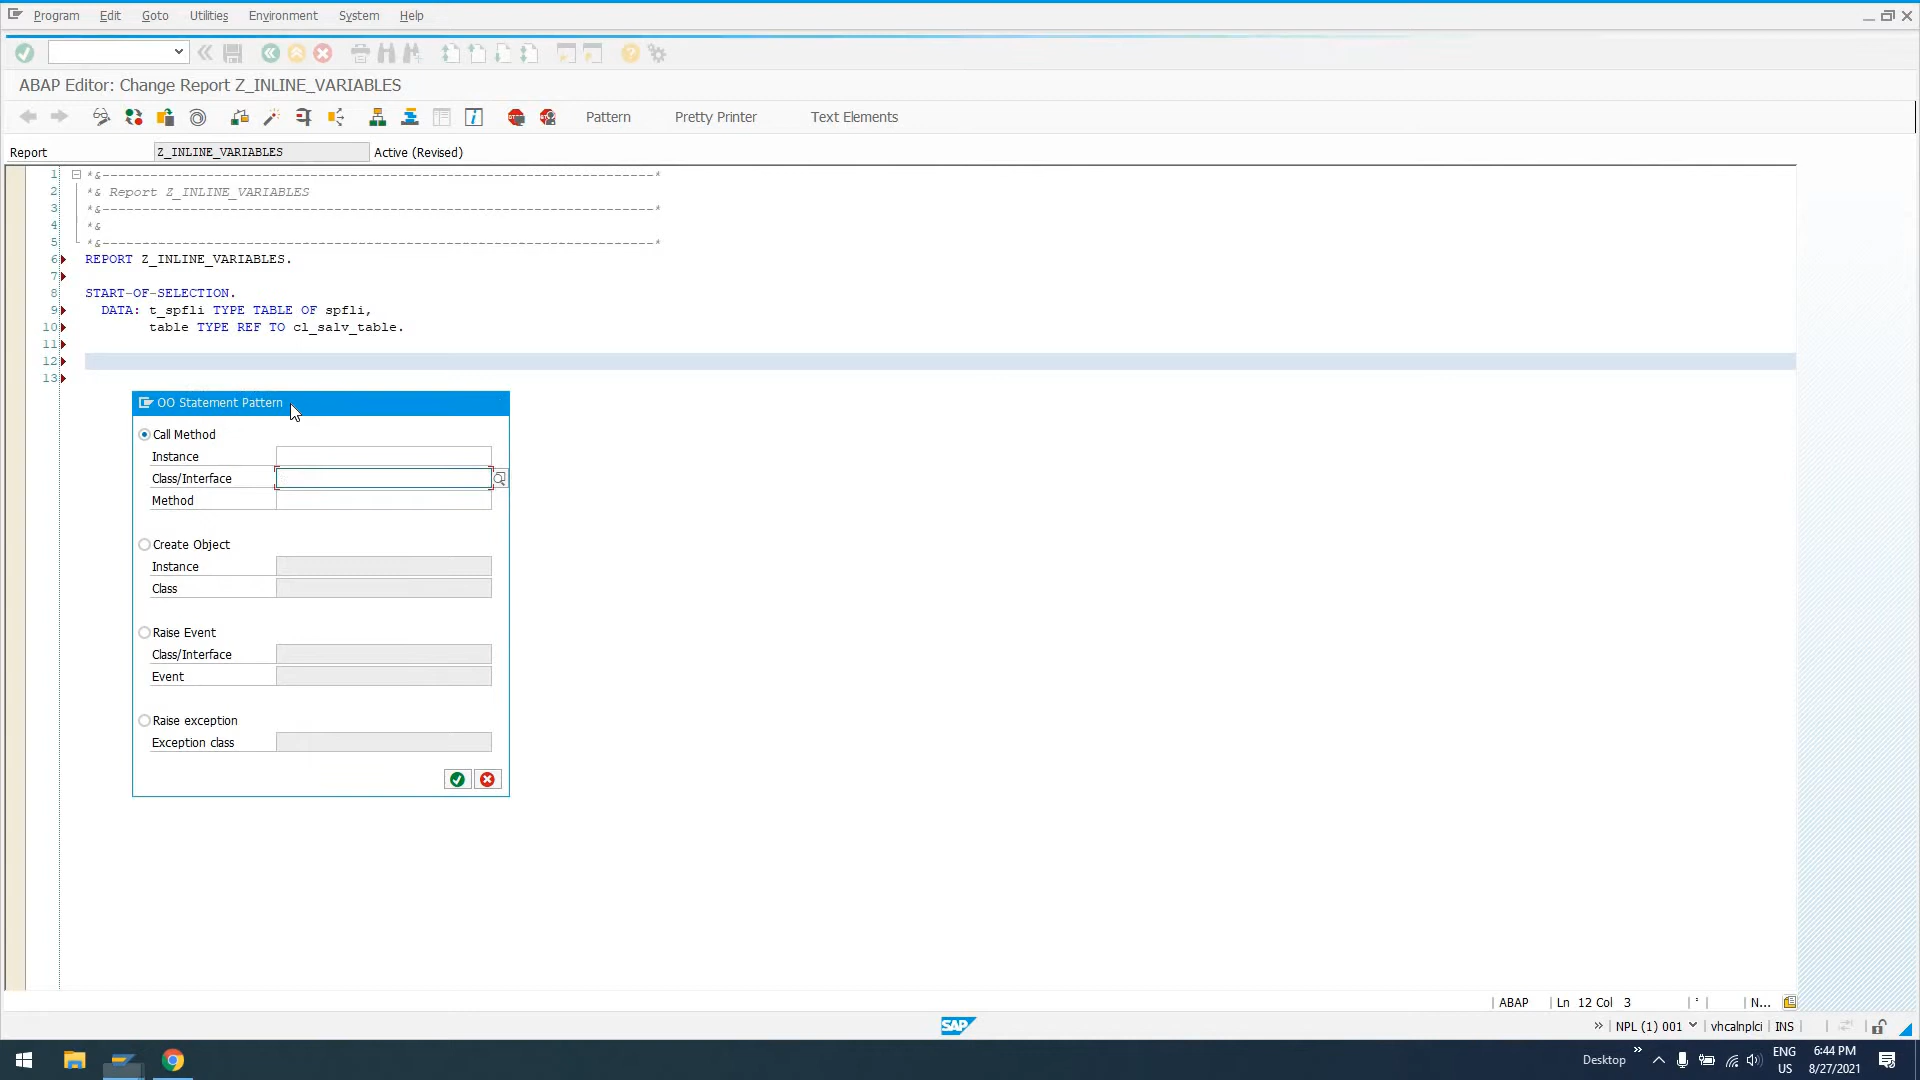 Program Edit Goto Utilities Environment System Help
ABAP Editor: Change Report Z_INLINE_VARIABLES
Pattern Pretty Printer Text Elements
Report Z_INLINE_VARIABLES Active (Revised)
1 *&---------------------------------------------------------------------*
2 *& Report Z_INLINE_VARIABLES
3 *&---------------------------------------------------------------------*
4 *&
5 *&---------------------------------------------------------------------*
6 REPORT Z_INLINE_VARIABLES.
7
8 START-OF-SELECTION.
9 DATA: t_spfli TYPE TABLE OF spfli,
10 table TYPE REF TO cl_salv_table.
11
12
13
OO Statement Pattern
Call Method
Instance
Class/Interface
Method
Create Object
Instance
Class
Raise Event
Class/Interface
Event
Raise exception
Exception class
ABAP Ln 12 Col 3 N...
SAP
» NPL (1) 001 vhcalnplci INS
Desktop »
ENG
US
6:44 PM
8/27/2021